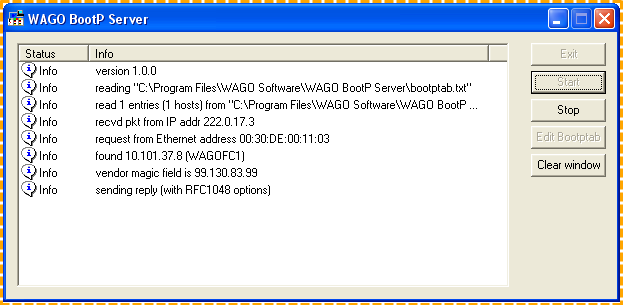 WAGO BootP Server
Status Info
Info version 1.0.0
Info reading "C:\Program Files\WAGO Software\WAGO BootP Server\bootptab.txt"
Info read 1 entries (1 hosts) from "C:\Program Files\WAGO Software\WAGO BootP ...
Info recvd pkt from IP addr 222.0.17.3
Info request from Ethernet address 00:30:DE:00:11:03
Info found 10.101.37.8 (WAGOFC1)
Info vendor magic field is 99.130.83.99
Info sending reply (with RFC1048 options)
Exit
Start
Stop
Edit Bootptab
Clear window